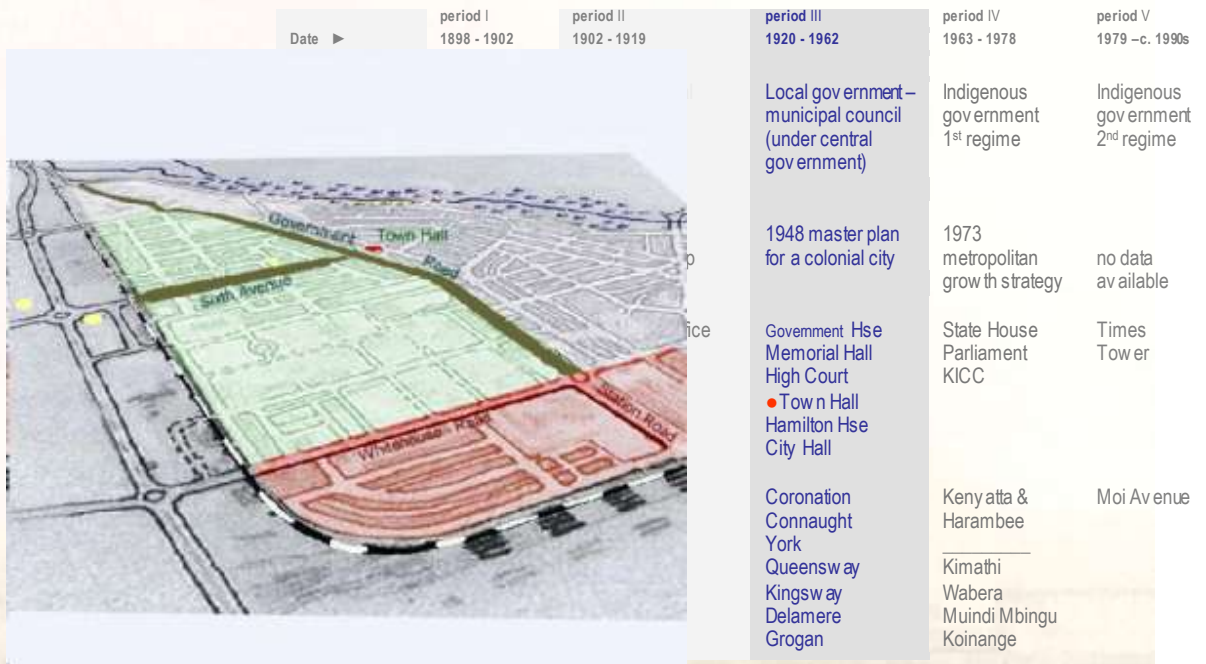 period I
period II
period III
period IV
period V
Date ►
1898 - 1902
1902 - 1919
1920 - 1962
1963 - 1978
1979 – c. 1990s
Local government –
municipal council
(under central
government)
Indigenous
government
1st regime
Indigenous
government
2nd regime
1948 master plan
for a colonial city
1973
metropolitan
growth strategy
no data
available
Government Hse
Memorial Hall
High Court
● Town Hall
Hamilton Hse
City Hall
State House
Parliament
KICC
Times
Tower
Coronation
Connaught
York
Queensway
Kingsway
Delamere
Grogan
Kenyatta &
Harambee
Kimathi
Wabera
Muindi Mbingu
Koinange
Moi Avenue
Government
Road
Town Hall
Sixth Avenue
Whitehouse Road
Station Road